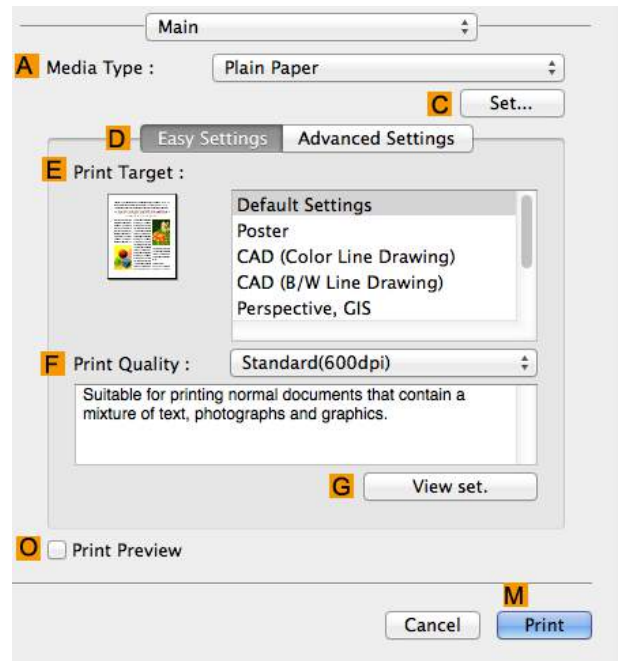 Main
A Media Type : Plain Paper
C Set...
D Easy Settings Advanced Settings
E Print Target :
Default Settings
Poster
CAD (Color Line Drawing)
CAD (B/W Line Drawing)
Perspective, GIS
F Print Quality : Standard(600dpi)
Suitable for printing normal documents that contain a
mixture of text, photographs and graphics.
G View set.
O Print Preview
M
Cancel Print